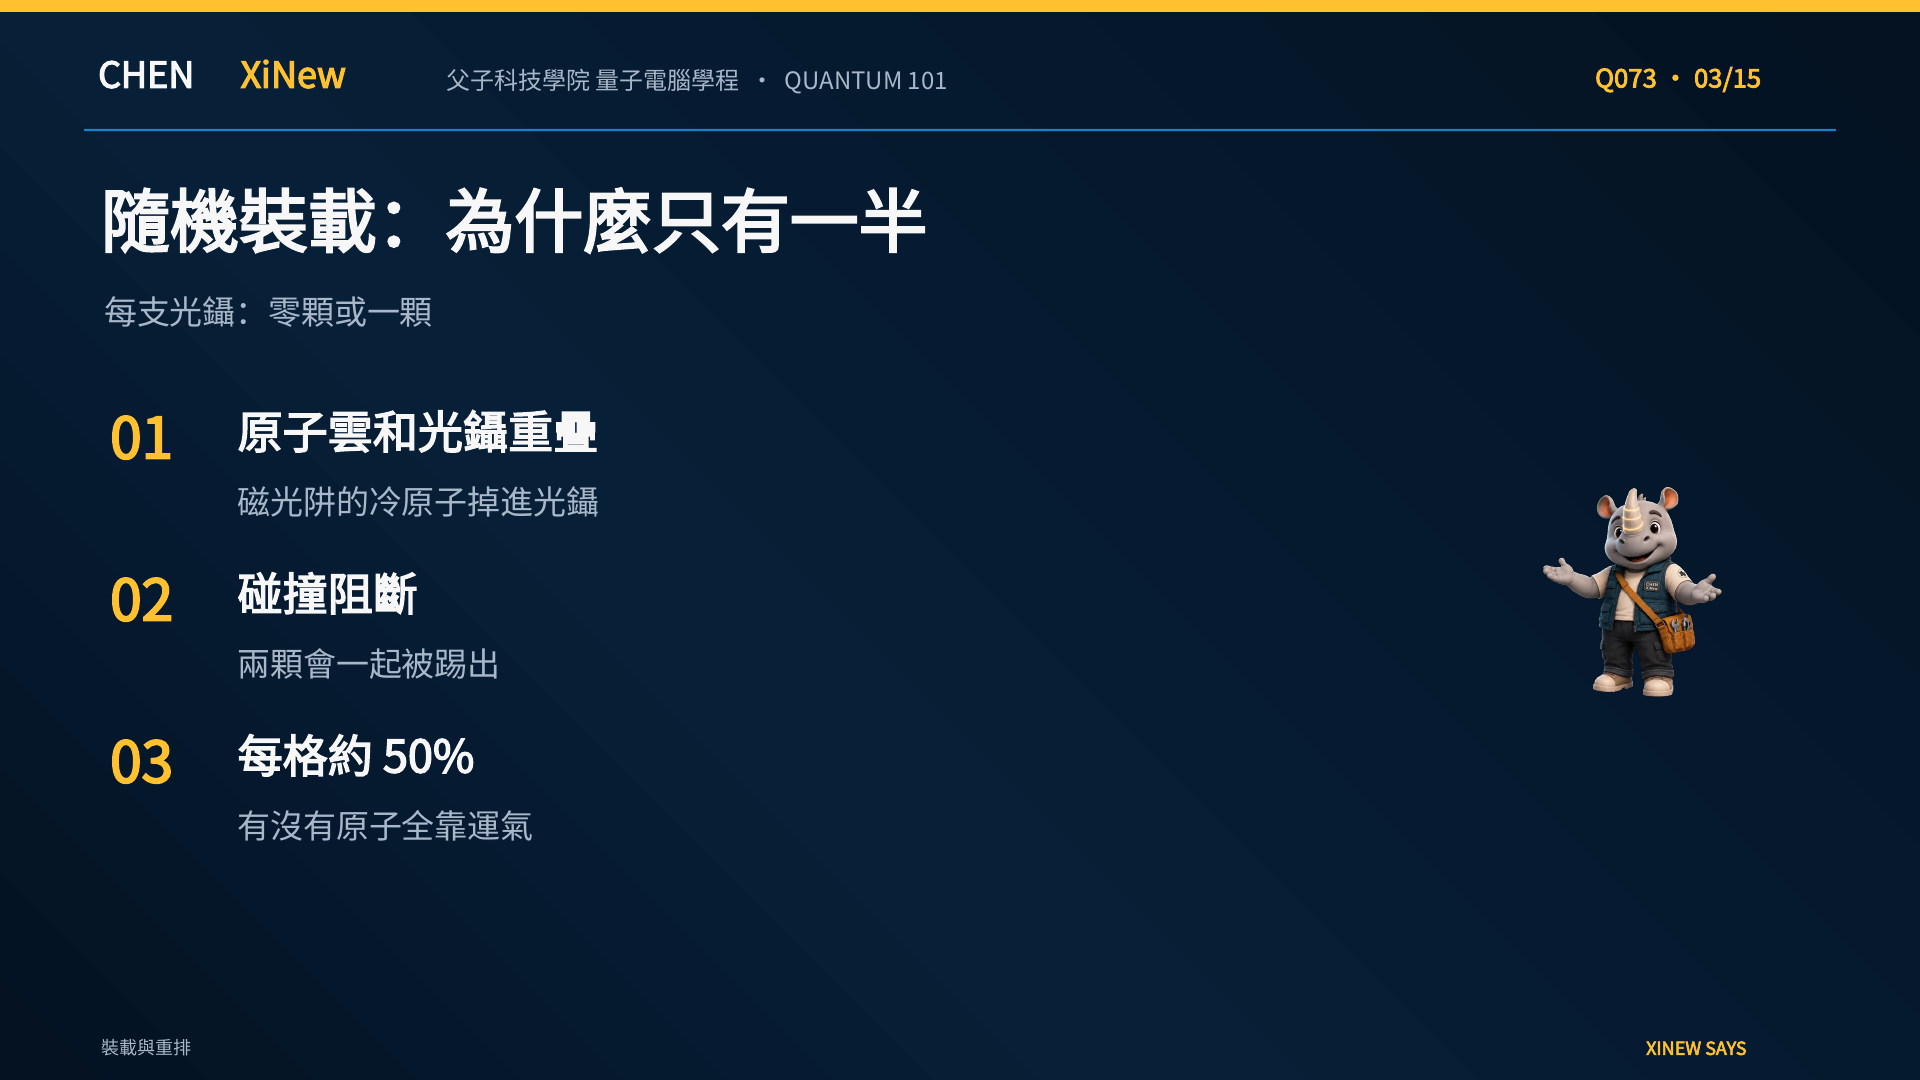 CHEN XiNew 父子科技學院 量子電腦學程 · QUANTUM 101 Q073 · 03/15
隨機裝載：為什麼只有一半
每支光鑷：零顆或一顆
01 原子雲和光鑷重疊
磁光阱的冷原子掉進光鑷
02 碰撞阻斷
兩顆會一起被踢出
03 每格約 50%
有沒有原子全靠運氣
裝載與重排 XINEW SAYS